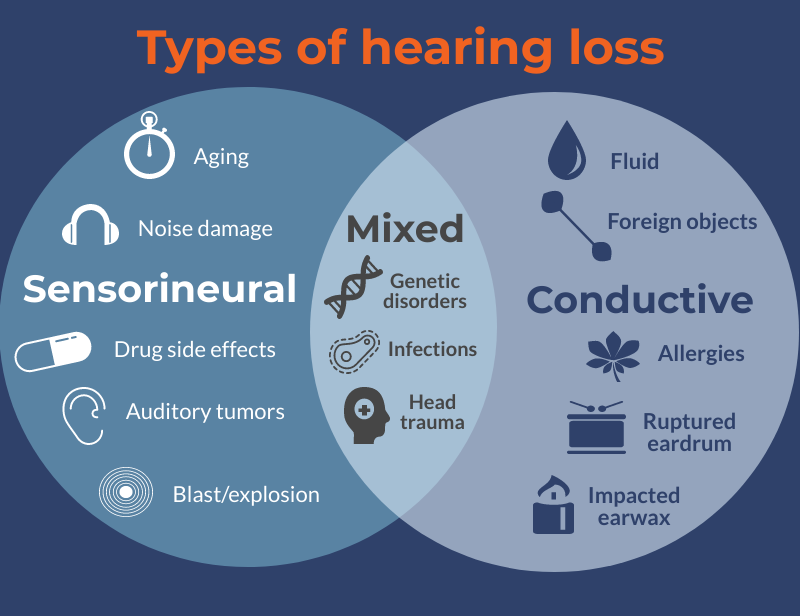 Types of hearing loss
Aging
Noise damage
Sensorineural
Drug side effects
Auditory tumors
Blast/explosion
Mixed
Genetic
disorders
Infections
Head
trauma
Fluid
Foreign objects
Conductive
Allergies
Ruptured
eardrum
Impacted
earwax